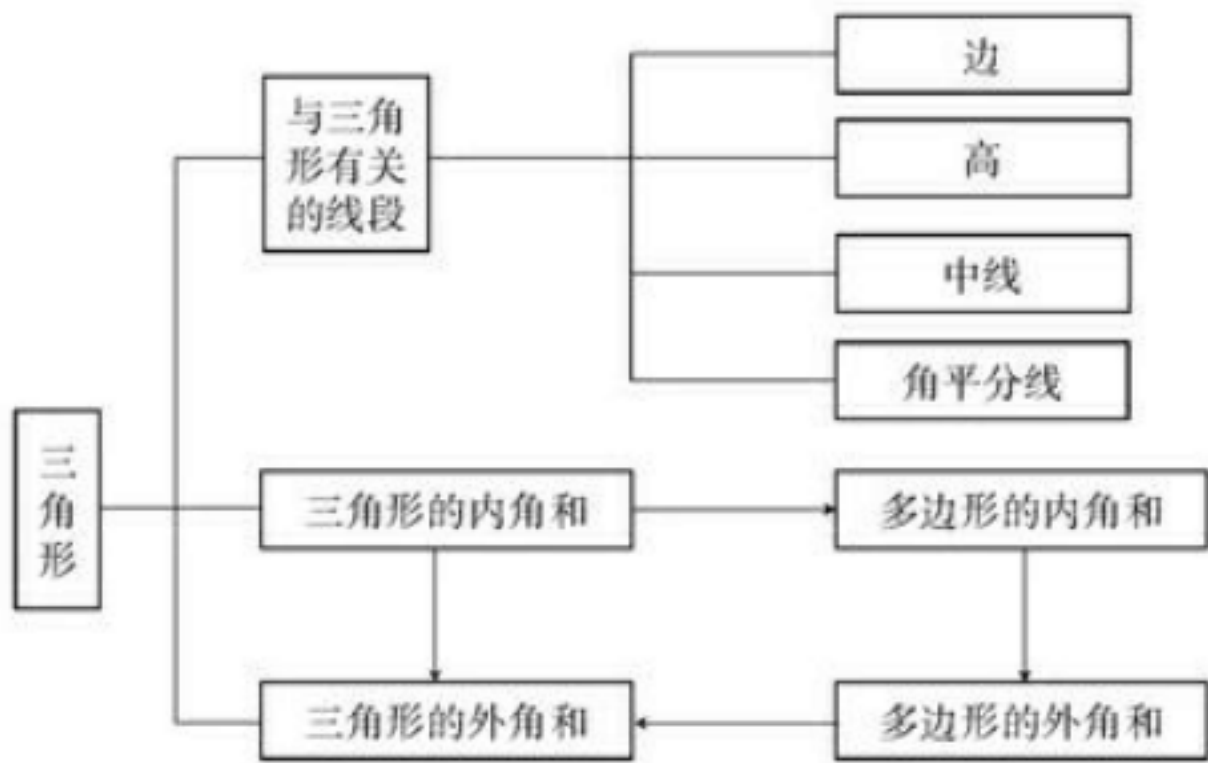 边
与三角
形有关
的线段
高
中线
角平分线
三
角
形
三角形的内角和
多边形的内角和
三角形的外角和
多边形的外角和